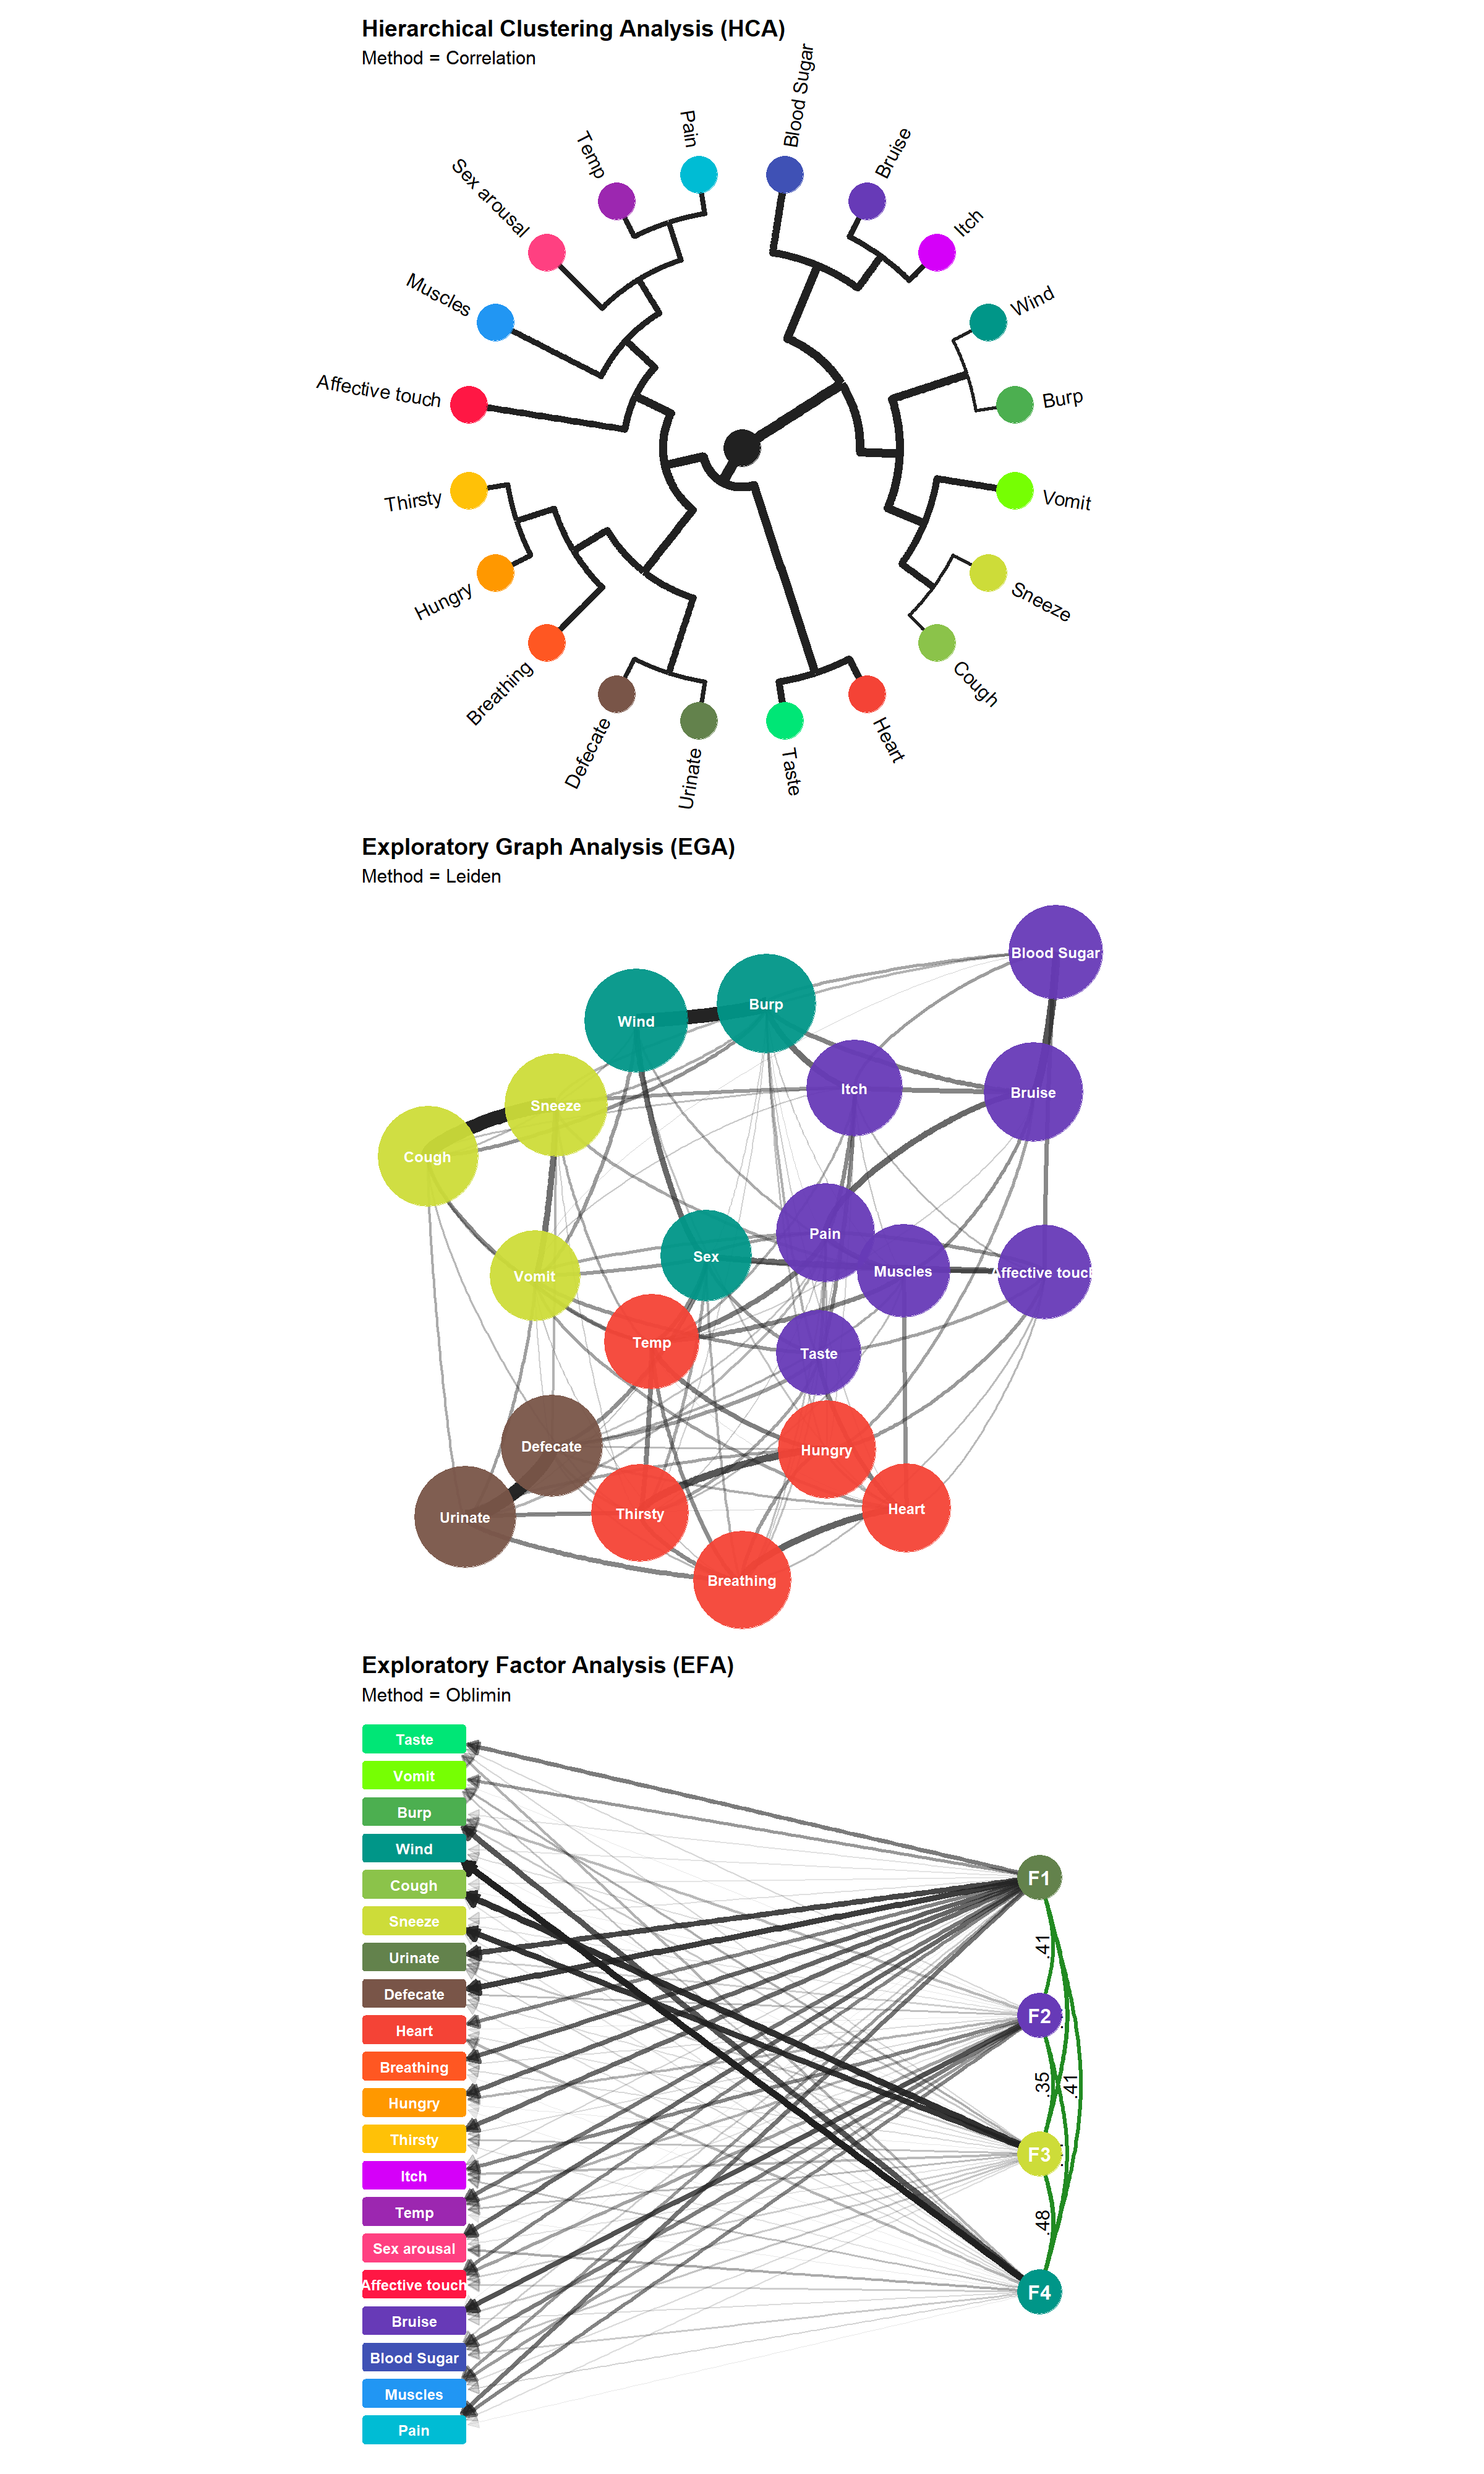 Hierarchical Clustering Analysis (HCA)
Method = Correlation
Blood Sugar
Pain
Bruise
Temp
Itch
Sex arousal
Wind
Muscles
Burp
Affective touch
Vomit
Thirsty
Sneeze
Hungry
Cough
Breathing
Heart
Defecate
Urinate
Taste
Exploratory Graph Analysis (EGA)
Method = Leiden
Blood Sugar
Burp
Wind
Itch
Bruise
Sneeze
Cough
Pain
Sex
Muscles
Affective touch
Vomit
Temp
Taste
Defecate
Hungry
Heart
Thirsty
Urinate
Breathing
Exploratory Factor Analysis (EFA)
Method = Oblimin
Taste
Vomit
Burp
Wind
Cough
Sneeze
Urinate
Defecate
Heart
Breathing
Hungry
Thirsty
Itch
Temp
Sex arousal
Affective touch
Bruise
Blood Sugar
Muscles
Pain
F1
.41
F2
.35
.41
F3
.48
F4